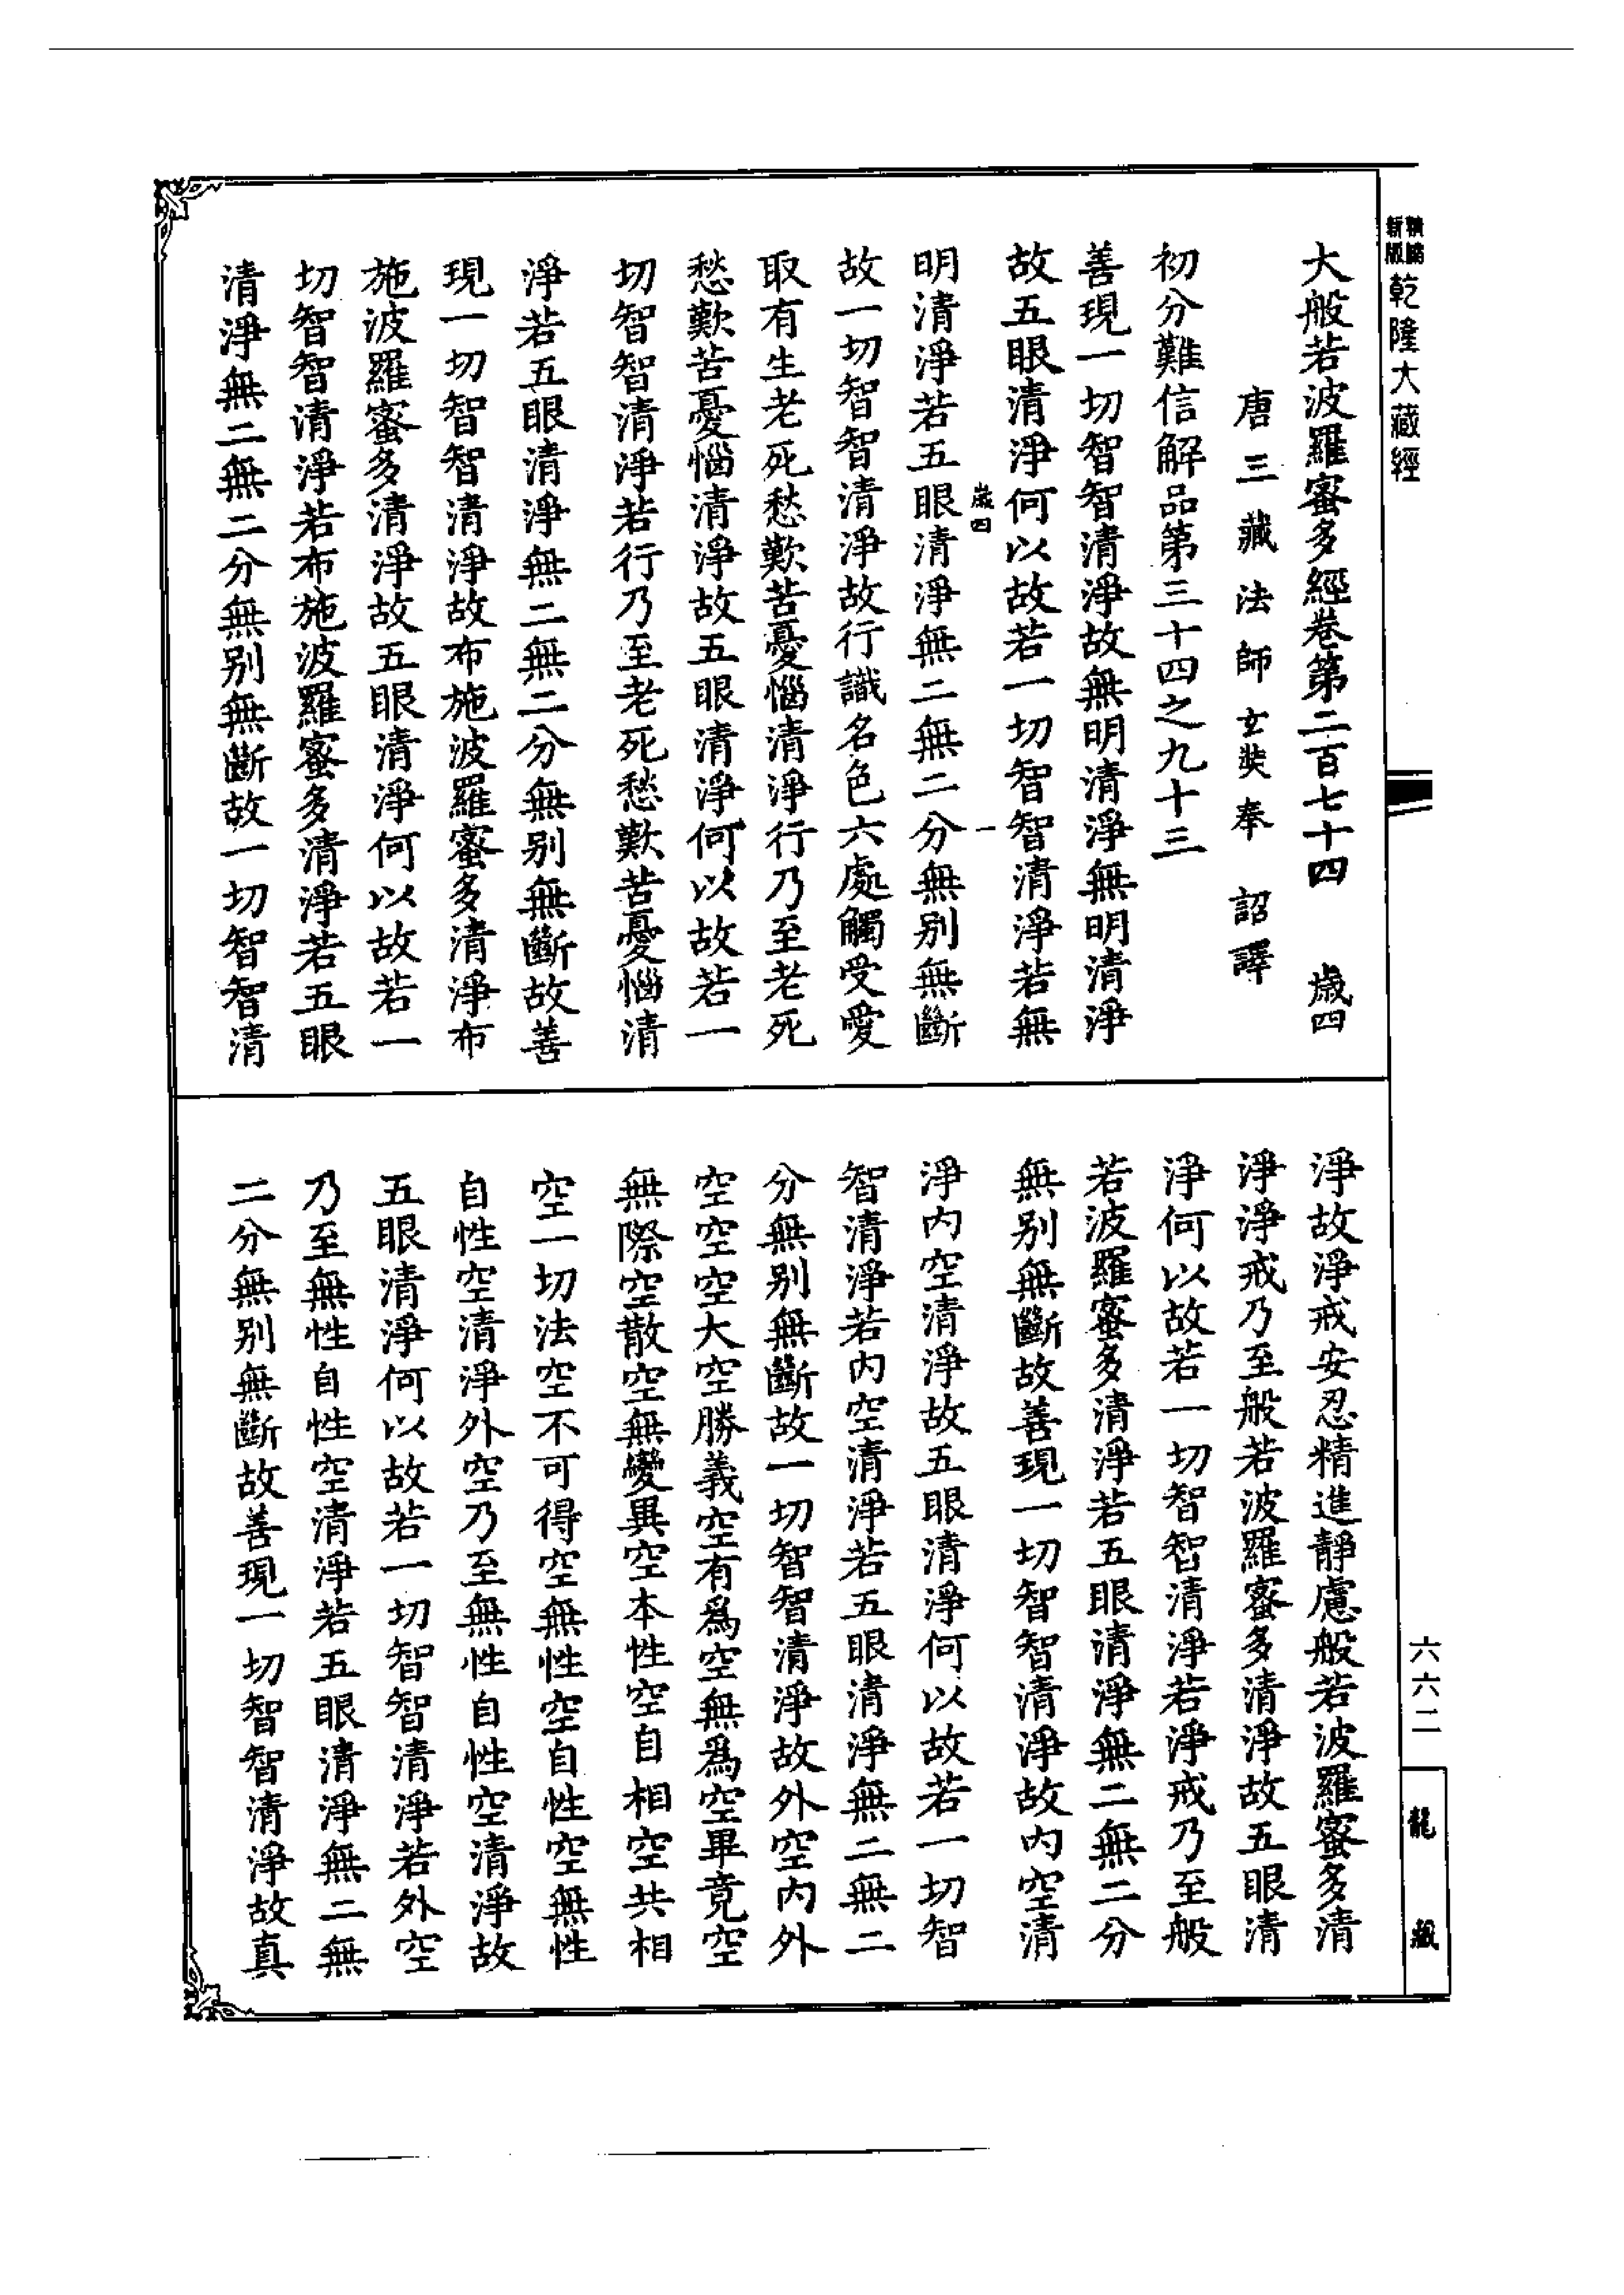 乾隆大藏經
大般若波羅蜜多經卷第二百七十四 歲四
唐三藏法師玄奘奉 詔譯
初分難信解品第三十四之九十三
善現一切智智清淨故無明清淨無明清淨
故五眼清淨何以故若一切智智清淨若無
歲四 一
明清淨若五眼清淨無二無二分無別無斷
故一切智智清淨故行識名色六處觸受愛
取有生老死愁歎苦憂惱清淨行乃至老死
愁歎苦憂惱清淨故五眼清淨何以故若一
切智智清淨若行乃至老死愁歎苦憂惱清
淨若五眼清淨無二無二分無別無斷故善
現一切智智清淨故布施波羅蜜多清淨布
施波羅蜜多清淨故五眼清淨何以故若一
切智智清淨若布施波羅蜜多清淨若五眼
清淨無二無二分無別無斷故一切智智清
淨故淨戒安忍精進靜慮般若波羅蜜多清
淨淨戒乃至般若波羅蜜多清淨故五眼清
淨何以故若一切智智清淨若淨戒乃至般
若波羅蜜多清淨若五眼清淨無二無二分
無別無斷故善現一切智智清淨故內空清
淨內空清淨故五眼清淨何以故若一切智
智清淨若內空清淨若五眼清淨無二無二
分無別無斷故一切智智清淨故外空內外
空空空大空勝義空有爲空無爲空畢竟空
無際空散空無變異空本性空自相空共相
空一切法空不可得空無性空自性空無性
自性空清淨外空乃至無性自性空清淨故
五眼清淨何以故若一切智智清淨若外空
乃至無性自性空清淨若五眼清淨無二無
二分無別無斷故善現一切智智清淨故真
六六二
龍藏